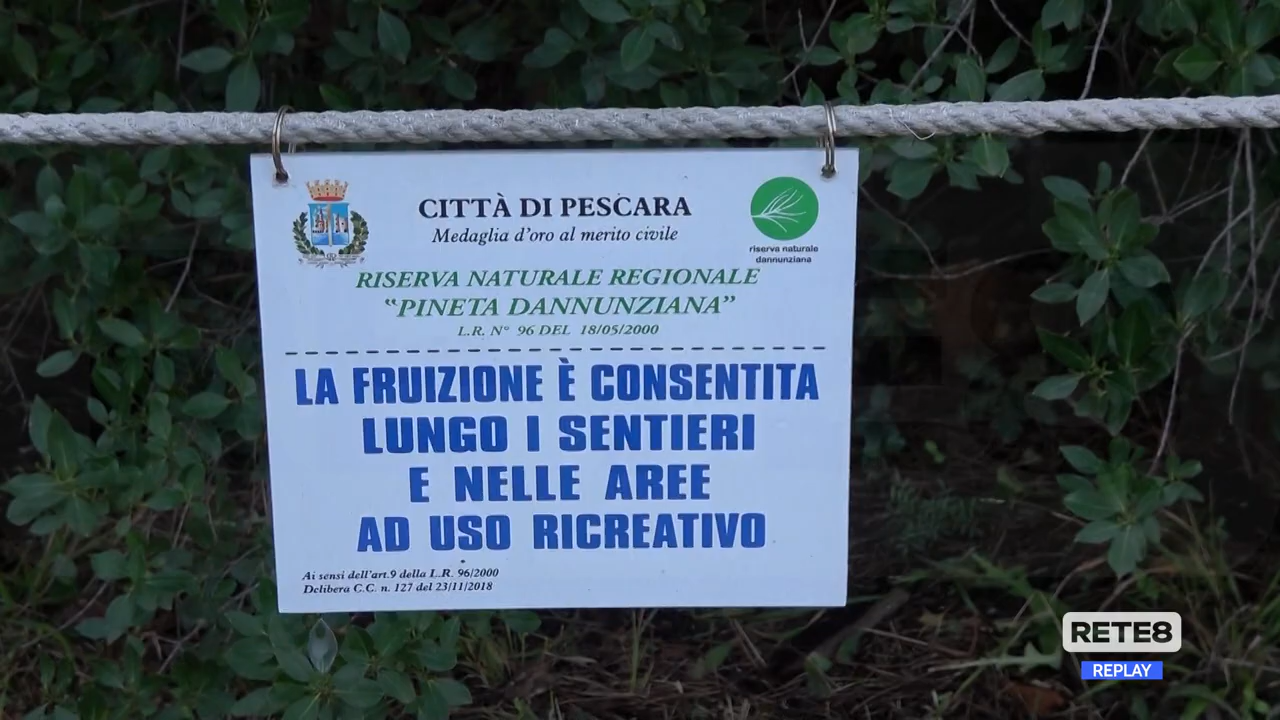 CITTÀ DI PESCARA
Medaglia d'oro al merito civile
riserva naturale
dannunziana
RISERVA NATURALE REGIONALE
"PINETA DANNUNZIANA"
L.R. N° 96 DEL 18/05/2000
LA FRUIZIONE È CONSENTITA
LUNGO I SENTIERI
E NELLE AREE
AD USO RICREATIVO
Ai sensi dell'art.9 della L.R. 96/2000
Delibera C.C. n. 127 del 23/11/2018
RETE8
REPLAY